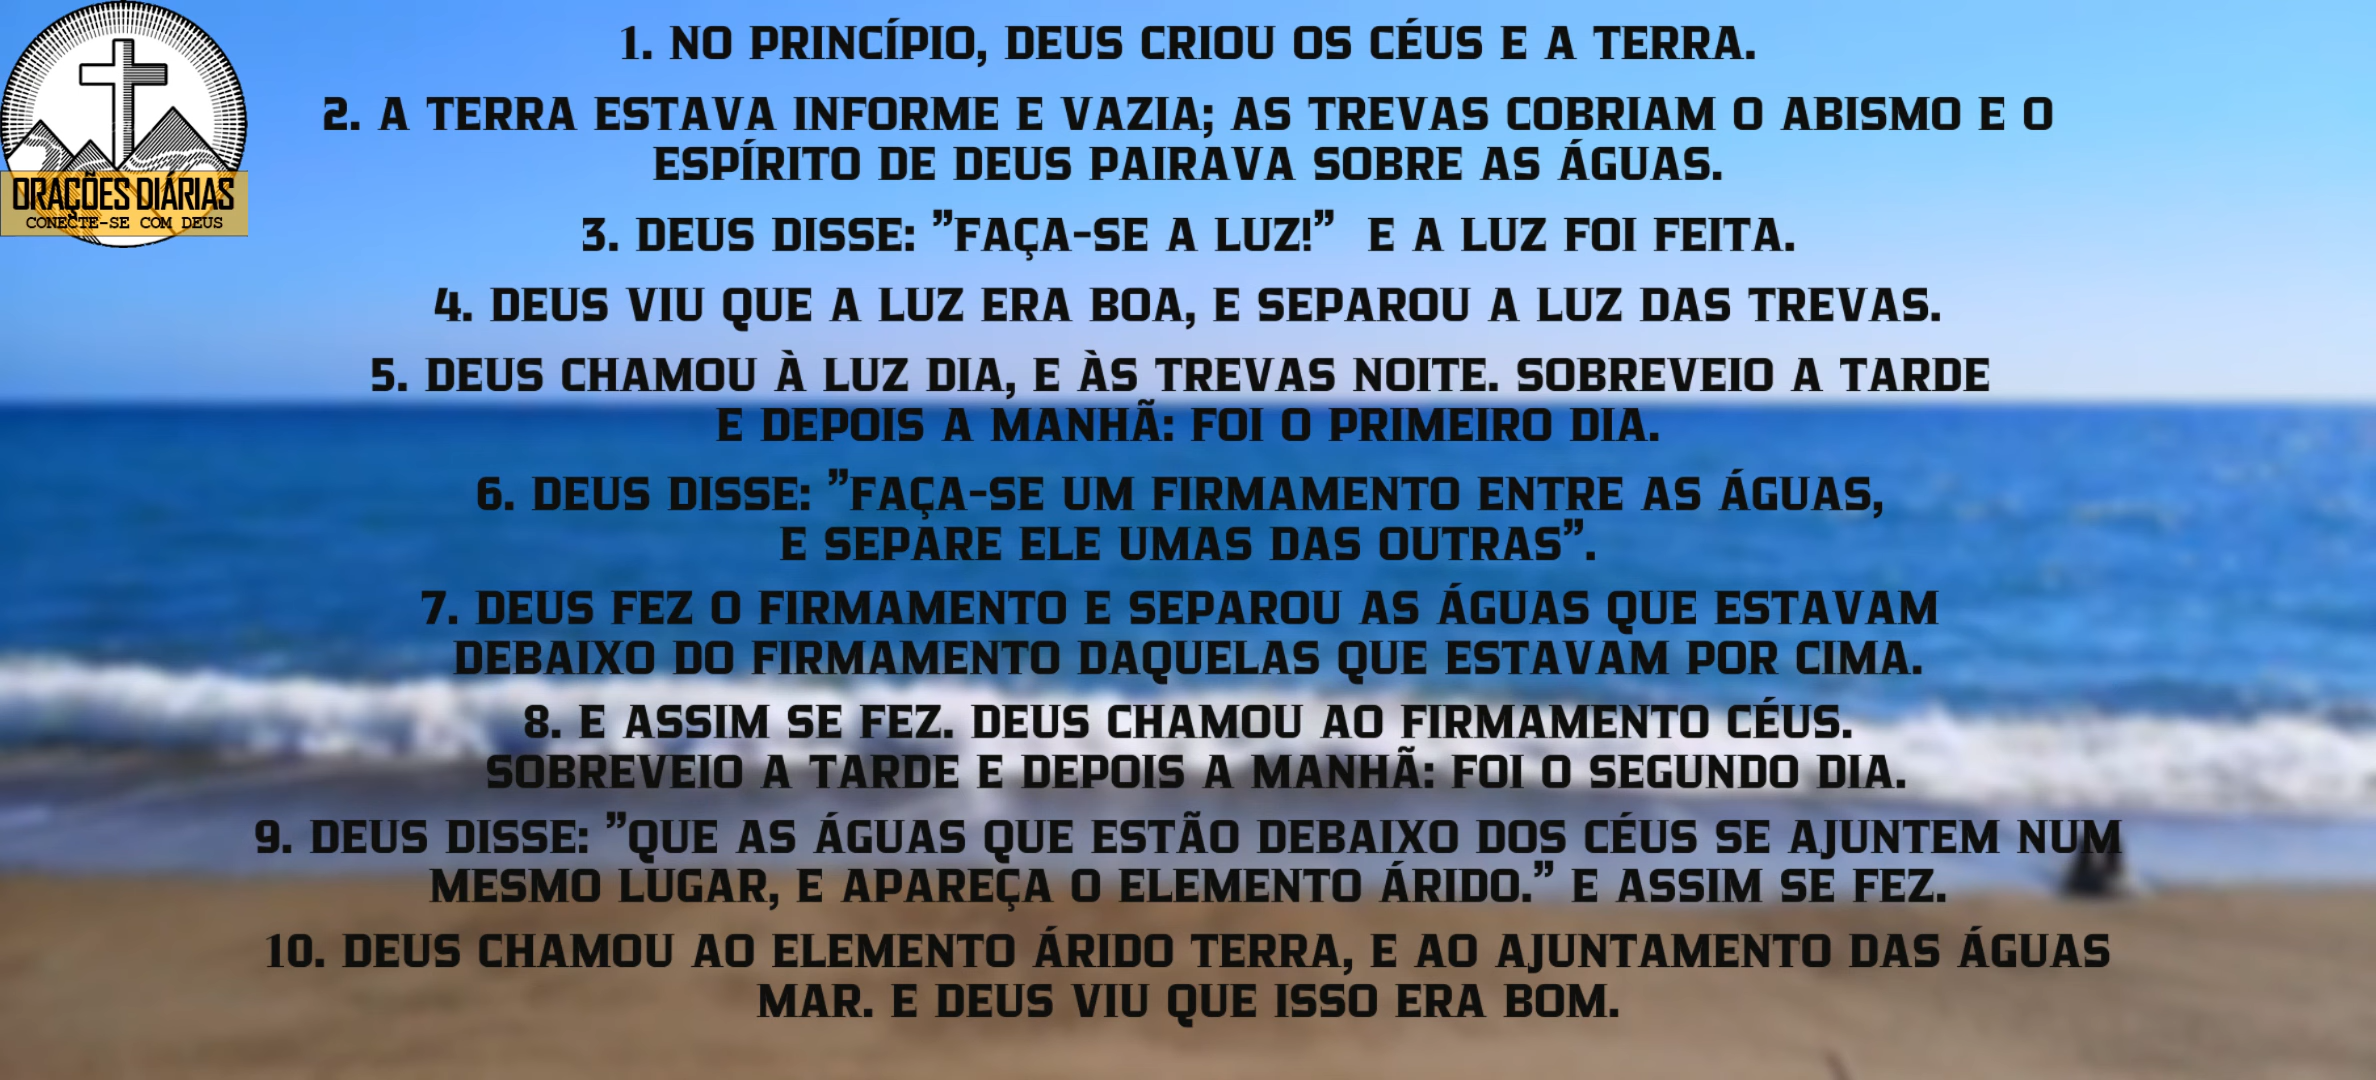 ORAÇÕES DIÁRIAS
CONECTE-SE COM DEUS
1. NO PRINCÍPIO, DEUS CRIOU OS CÉUS E A TERRA.
2. A TERRA ESTAVA INFORME E VAZIA; AS TREVAS COBRIAM O ABISMO E O
ESPÍRITO DE DEUS PAIRAVA SOBRE AS ÁGUAS.
3. DEUS DISSE: ”FAÇA-SE A LUZ!” E A LUZ FOI FEITA.
4. DEUS VIU QUE A LUZ ERA BOA, E SEPAROU A LUZ DAS TREVAS.
5. DEUS CHAMOU À LUZ DIA, E ÀS TREVAS NOITE. SOBREVEIO A TARDE
E DEPOIS A MANHÃ: FOI O PRIMEIRO DIA.
6. DEUS DISSE: ”FAÇA-SE UM FIRMAMENTO ENTRE AS ÁGUAS,
E SEPARE ELE UMAS DAS OUTRAS”.
7. DEUS FEZ O FIRMAMENTO E SEPAROU AS ÁGUAS QUE ESTAVAM
DEBAIXO DO FIRMAMENTO DAQUELAS QUE ESTAVAM POR CIMA.
8. E ASSIM SE FEZ. DEUS CHAMOU AO FIRMAMENTO CÉUS.
SOBREVEIO A TARDE E DEPOIS A MANHÃ: FOI O SEGUNDO DIA.
9. DEUS DISSE: ”QUE AS ÁGUAS QUE ESTÃO DEBAIXO DOS CÉUS SE AJUNTEM NUM
MESMO LUGAR, E APAREÇA O ELEMENTO ÁRIDO.” E ASSIM SE FEZ.
10. DEUS CHAMOU AO ELEMENTO ÁRIDO TERRA, E AO AJUNTAMENTO DAS ÁGUAS
MAR. E DEUS VIU QUE ISSO ERA BOM.